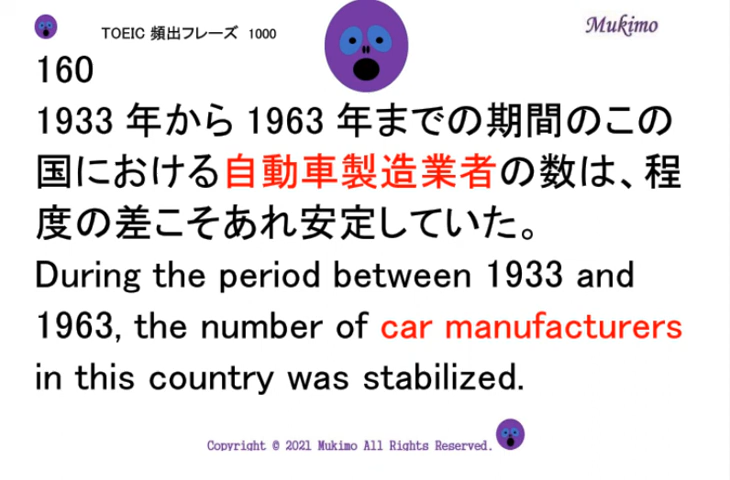 TOEIC 頻出フレーズ 1000
Mukimo
160
1933 年から 1963 年までの期間のこの
国における自動車製造業者の数は、程
度の差こそあれ安定していた。
During the period between 1933 and
1963, the number of car manufacturers
in this country was stabilized.
Copyright © 2021 Mukimo All Rights Reserved.